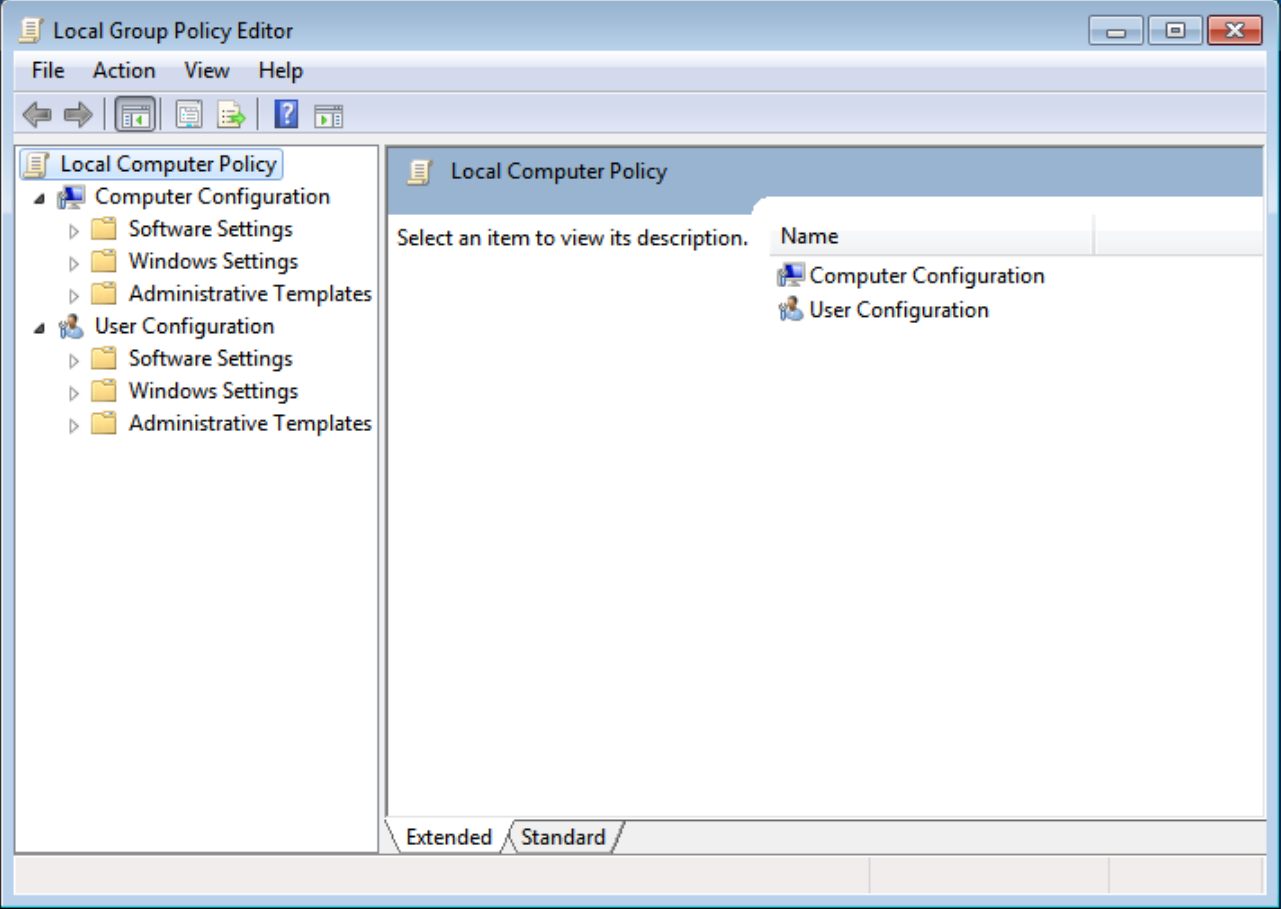 Local Group Policy Editor
File Action View Help
Local Computer Policy
Computer Configuration
Software Settings
Windows Settings
Administrative Templates
User Configuration
Software Settings
Windows Settings
Administrative Templates
Local Computer Policy
Select an item to view its description.
Name
Computer Configuration
User Configuration
Extended Standard